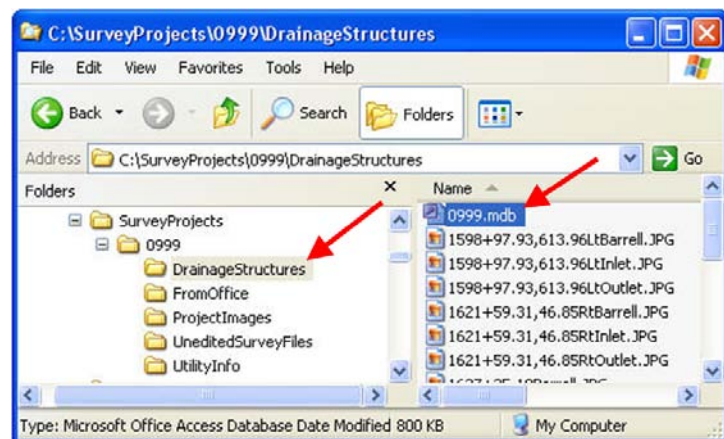 C:\SurveyProjects\0999\DrainageStructures
File Edit View Favorites Tools Help
Back Search Folders
Address C:\SurveyProjects\0999\DrainageStructures Go
Folders x Name
SurveyProjects
0999
DrainageStructures
FromOffice
ProjectImages
UneditedSurveyFiles
UtilityInfo
0999.mdb
1598+97.93,613.96LtBarrell.JPG
1598+97.93,613.96LtInlet.JPG
1598+97.93,613.96LtOutlet.JPG
1621+59.31,46.85RtBarrell.JPG
1621+59.31,46.85RtInlet.JPG
1621+59.31,46.85RtOutlet.JPG
Type: Microsoft Office Access Database Date Modified 800 KB My Computer